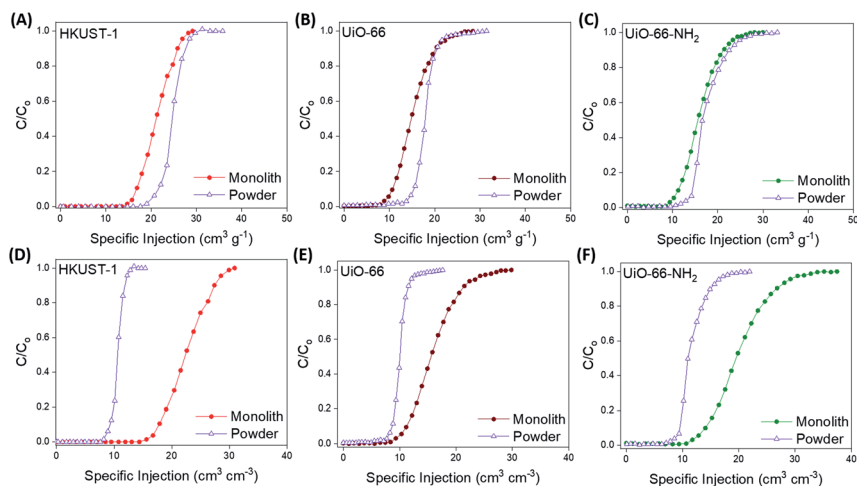 (A)
HKUST-1
C/Co
1.0
0.8
0.6
0.4
0.2
0.0
Monolith
Powder
0 10 20 30 40 50
Specific Injection (cm³ g⁻¹)
(B)
UiO-66
C/Co
1.0
0.8
0.6
0.4
0.2
0.0
Monolith
Powder
0 10 20 30 40 50
Specific Injection (cm³ g⁻¹)
(C)
UiO-66-NH₂
C/Co
1.0
0.8
0.6
0.4
0.2
0.0
Monolith
Powder
0 10 20 30 40 50
Specific Injection (cm³ g⁻¹)
(D)
HKUST-1
C/Co
1.0
0.8
0.6
0.4
0.2
0.0
Monolith
Powder
0 10 20 30 40
Specific Injection (cm³ cm⁻³)
(E)
UiO-66
C/Co
1.0
0.8
0.6
0.4
0.2
0.0
Monolith
Powder
0 10 20 30 40
Specific Injection (cm³ cm⁻³)
(F)
UiO-66-NH₂
C/Co
1.0
0.8
0.6
0.4
0.2
0.0
Monolith
Powder
0 10 20 30 40
Specific Injection (cm³ cm⁻³)